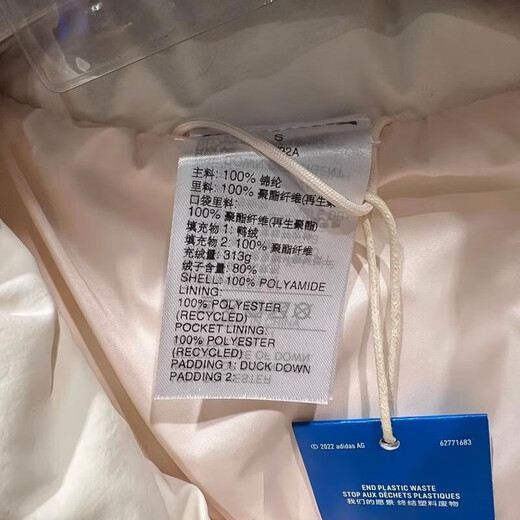 S
92A
主料: 100% 锦纶
里料: 100% 聚酯纤维(再生聚
口袋里料:
100% 聚酯纤维(再生聚酯)
填充物 1: 鸭绒
填充物 2: 100% 聚酯纤维
充绒量: 313g
绒子含量: 80%
SHELL: 100% POLYAMIDE
LINING:
100% POLYESTER
(RECYCLED)
POCKET LINING:
100% POLYESTER
(RECYCLED)
PADDING 1: DUCK DOWN
PADDING 2:
© 2022 adidas AG 62771683
END PLASTIC WASTE
STOP AUX DÉCHETS PLASTIQUES
我们的愿景 终结塑料废物